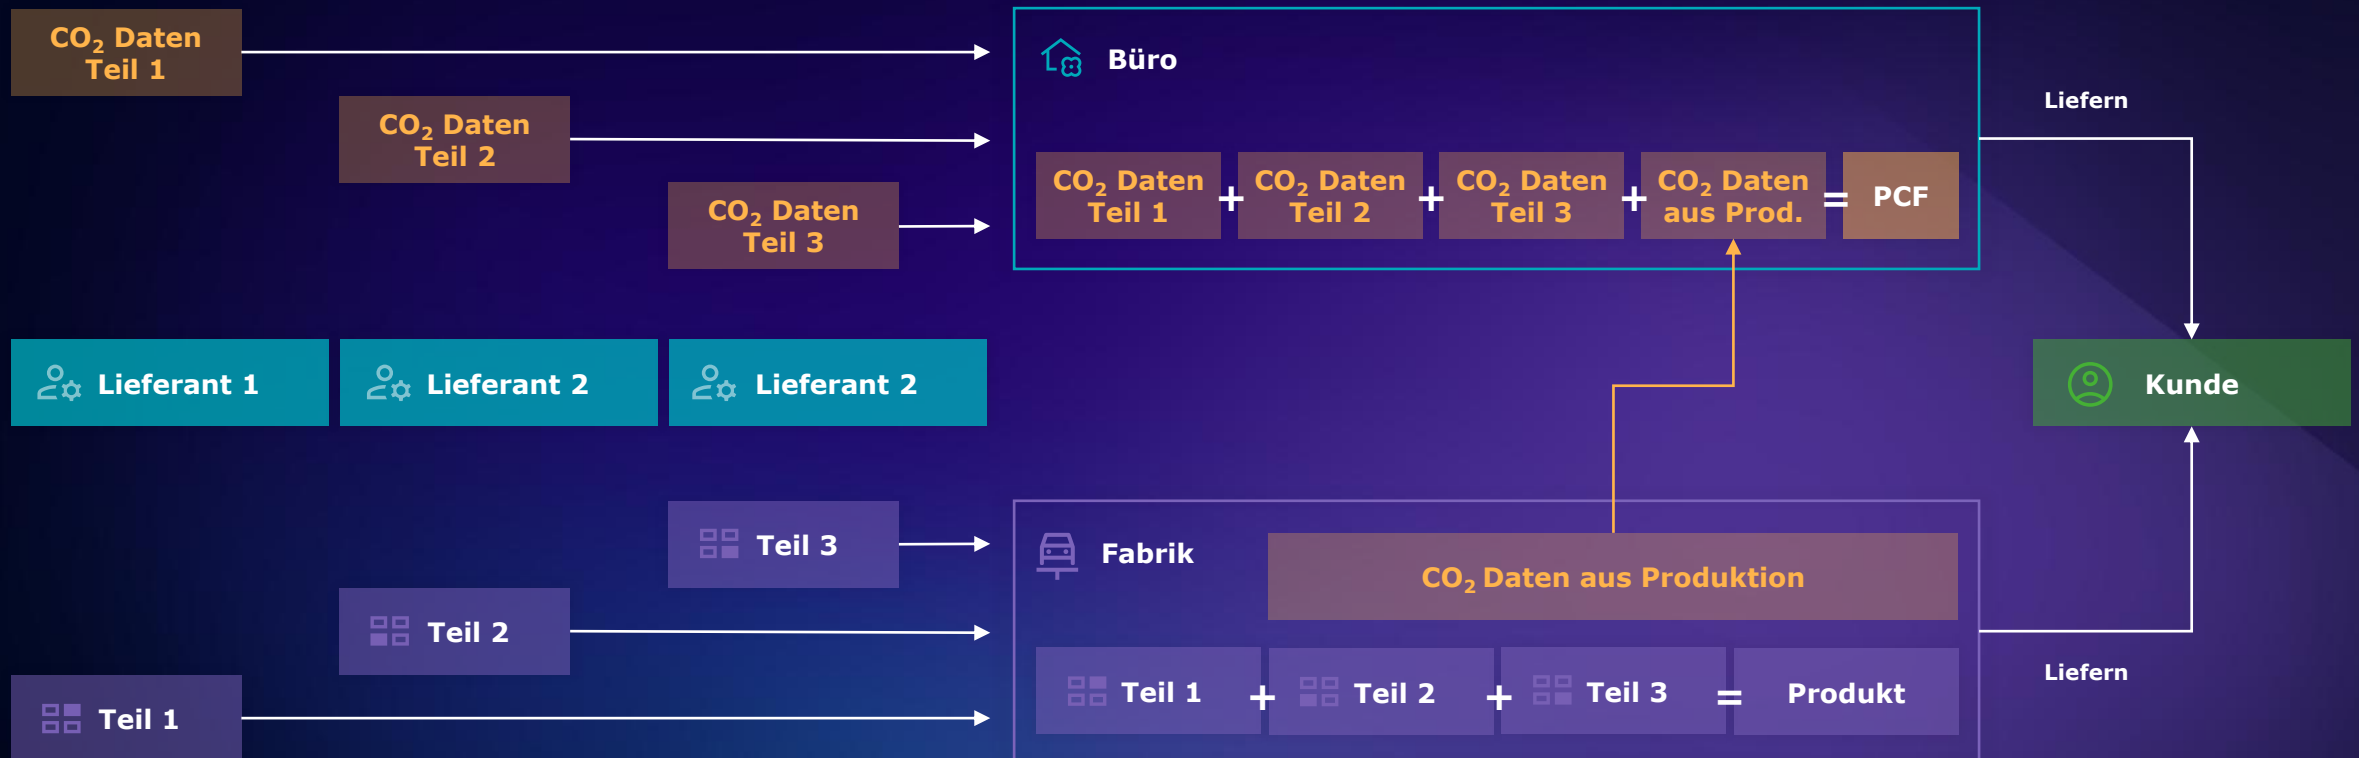 CO₂ Daten
Teil 1
CO₂ Daten
Teil 2
CO₂ Daten
Teil 3
Büro
CO₂ Daten
Teil 1
+
CO₂ Daten
Teil 2
+
CO₂ Daten
Teil 3
+
CO₂ Daten
aus Prod.
=
PCF
Liefern
Lieferant 1
Lieferant 2
Lieferant 2
Kunde
Teil 3
Teil 2
Teil 1
Fabrik
CO₂ Daten aus Produktion
Teil 1 + Teil 2 + Teil 3 = Produkt
Liefern